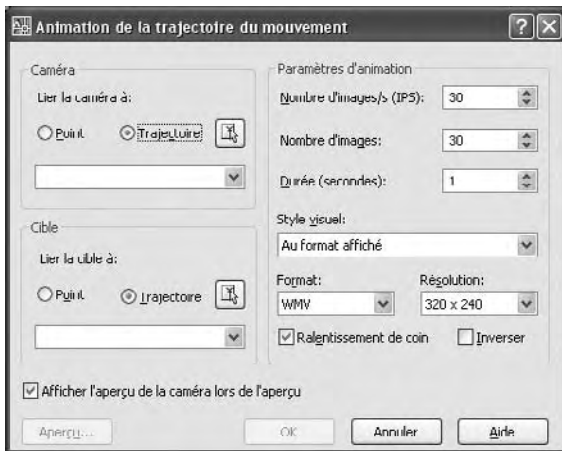 Animation de la trajectoire du mouvement
Caméra
Lier la caméra à:
Point Trajectoire
Cible
Lier la cible à:
Point Trajectoire
Paramètres d'animation
Nombre d'images/s (IPS): 30
Nombre d'images: 30
Durée (secondes): 1
Style visuel:
Au format affiché
Format: Résolution:
WMV 320 x 240
Ralentissement de coin Inverser
Afficher l'aperçu de la caméra lors de l'aperçu
Aperçu... OK Annuler Aide